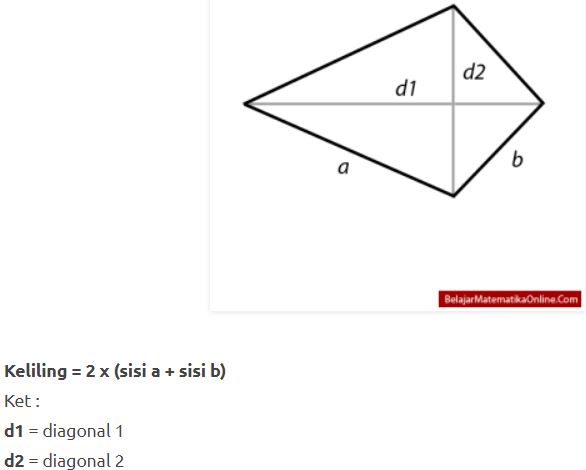 d1
d2
a
b
BelajarMatematikaOnline.Com
Keliling = 2 x (sisi a + sisi b)
Ket :
d1 = diagonal 1
d2 = diagonal 2